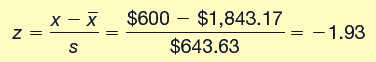 z = x − x̄ / s = $600 − $1,843.17 / $643.63 = −1.93